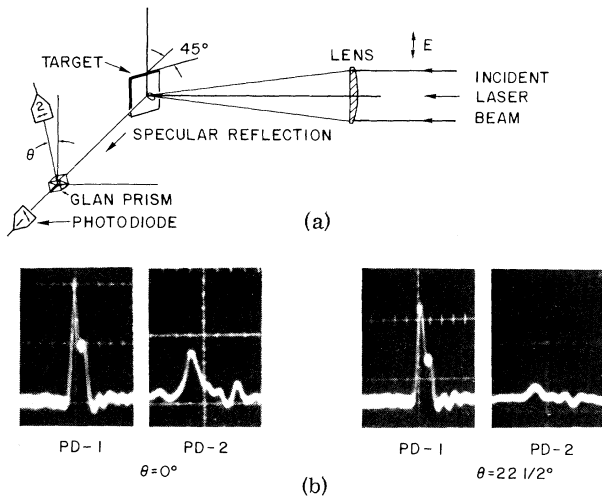 45°
TARGET
LENS
E
INCIDENT
LASER
BEAM
2
θ
SPECULAR REFLECTION
GLAN PRISM
1
PHOTODIODE
(a)
PD-1 PD-2 PD-1 PD-2
θ=0° θ=22 1/2°
(b)